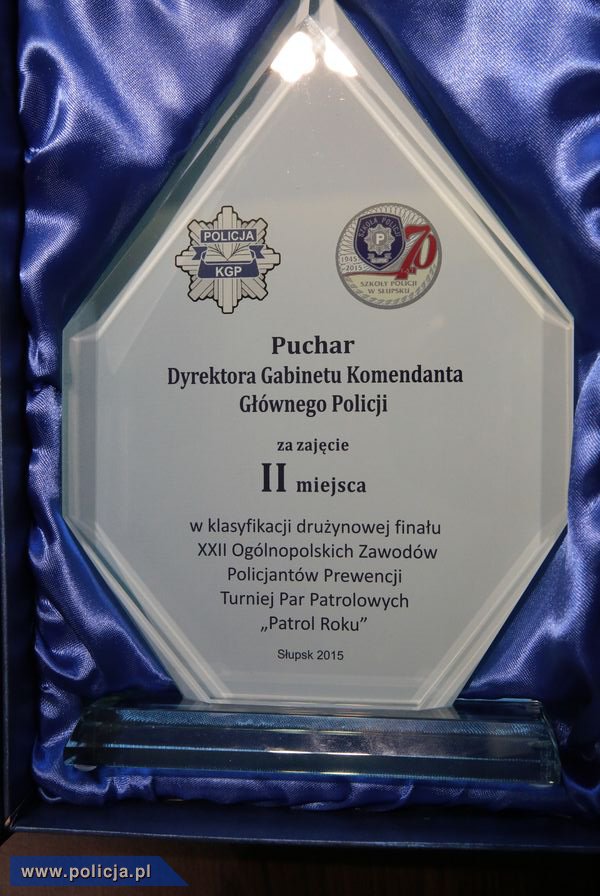 POLICJA
KGP
SZKOŁA POLICJI
P
70
1945
2015
lat
SZKOŁY POLICJI
W SŁUPSKU
Puchar
Dyrektora Gabinetu Komendanta
Głównego Policji
za zajęcie
II miejsca
w klasyfikacji drużynowej finału
XXII Ogólnopolskich Zawodów
Policjantów Prewencji
Turniej Par Patrolowych
„Patrol Roku”
Słupsk 2015
www.policja.pl